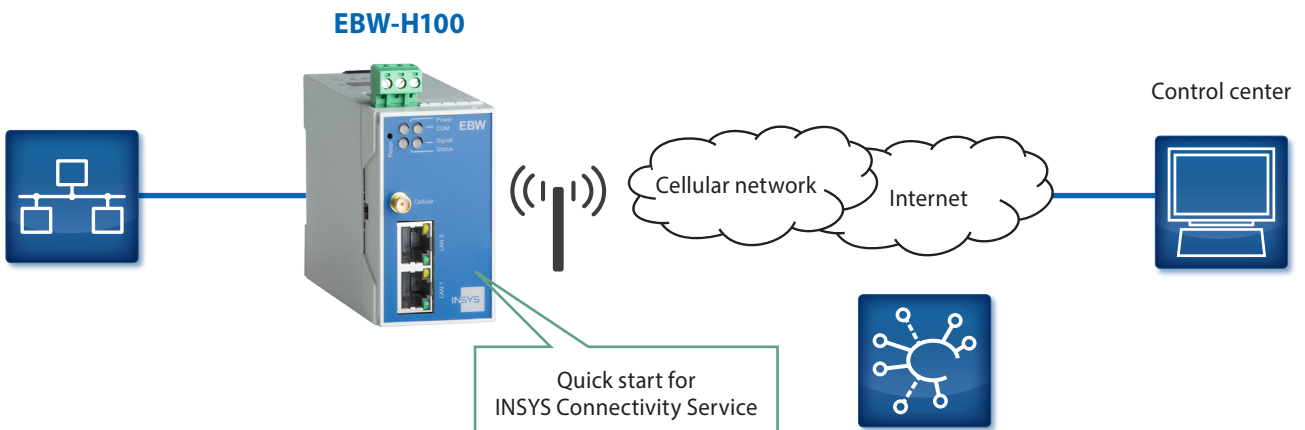 EBW-H100
Power
COM
Signal
Status
EBW
Reset
Cellular
LAN 2
LAN 1
INSYS
Cellular network
Internet
Control center
Quick start for
INSYS Connectivity Service